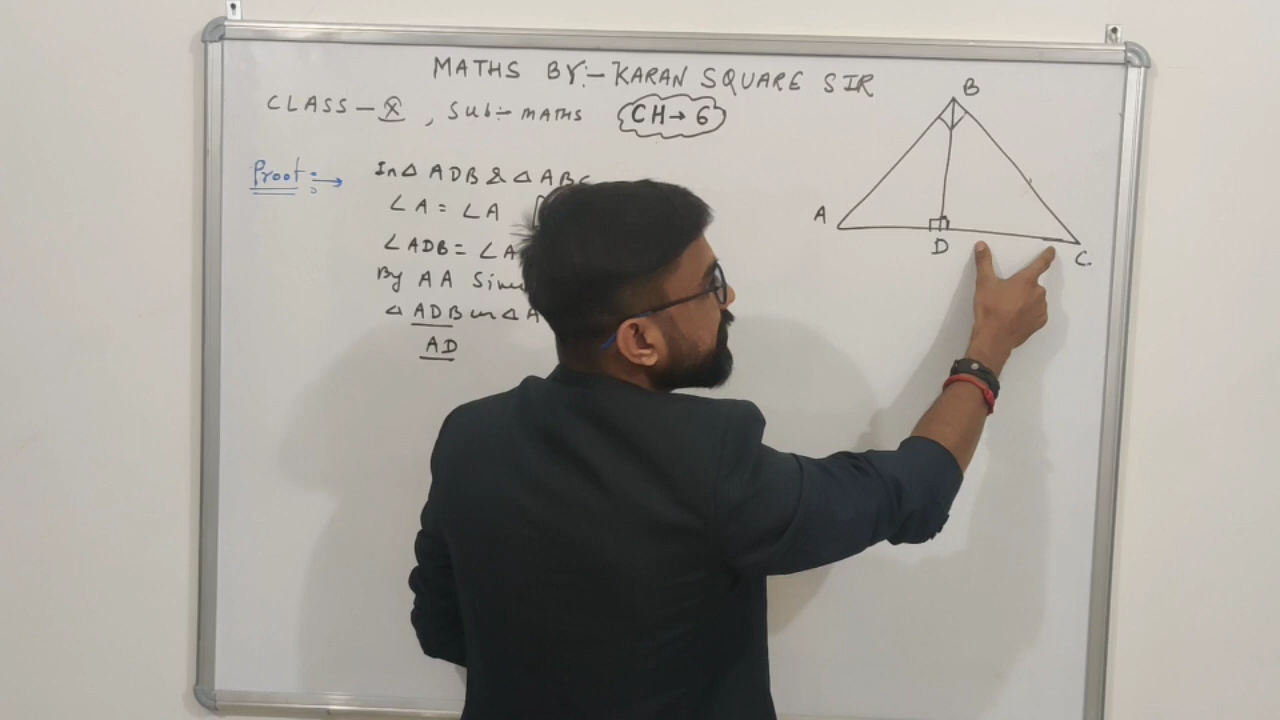 MATHS BY:- KARAN SQUARE SIR
CLASS - X , Sub:- MATHS CH→6
Proof:→ In △ ADB & △ ABC
∠A = ∠A
∠ADB = ∠A
By AA
△ ADB ~ △ A
AD
B
A
D
C